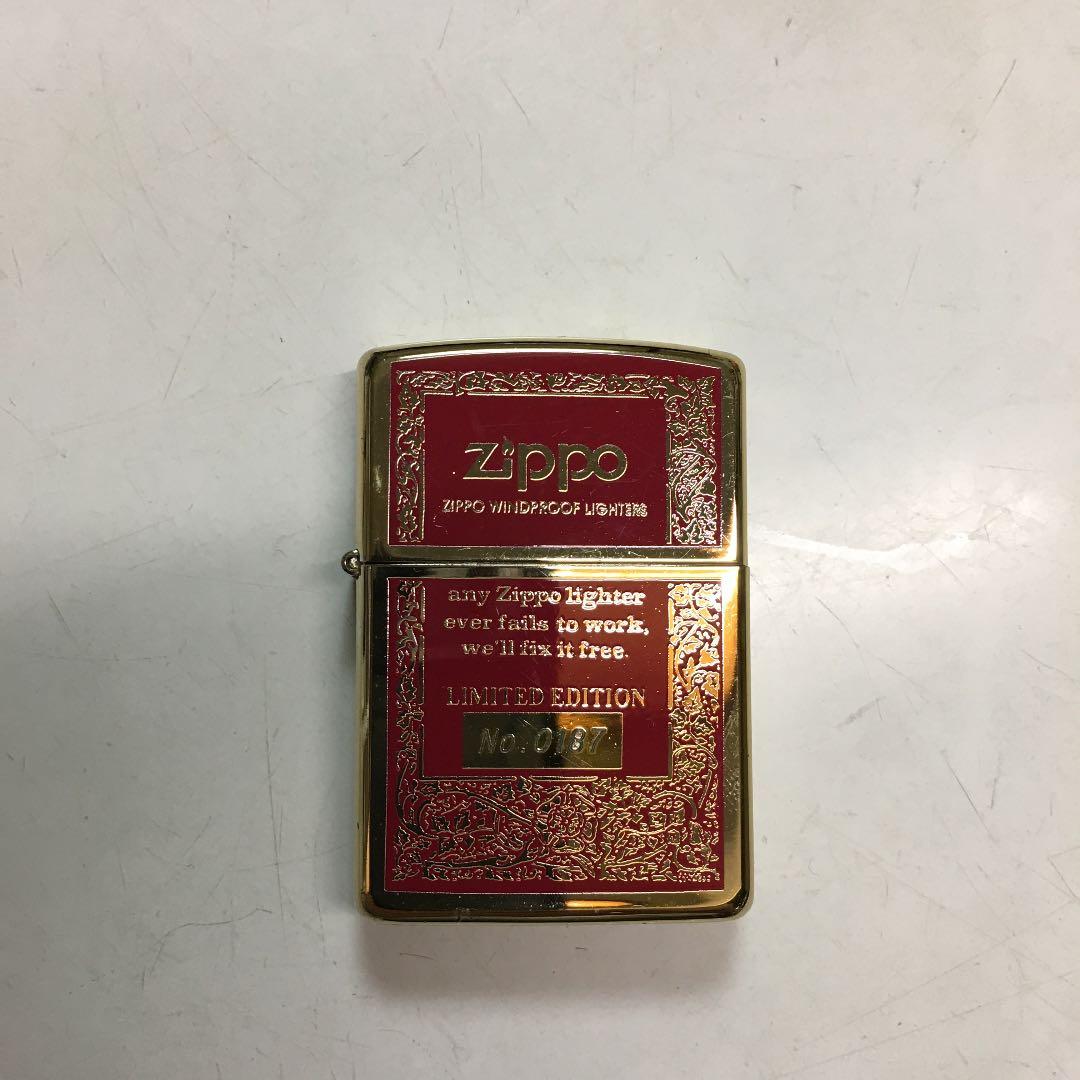 Zippo
ZIPPO WINDPROOF LIGHTERS
any Zippo lighter
ever fails to work,
we'll fix it free.
LIMITED EDITION
No. 0187